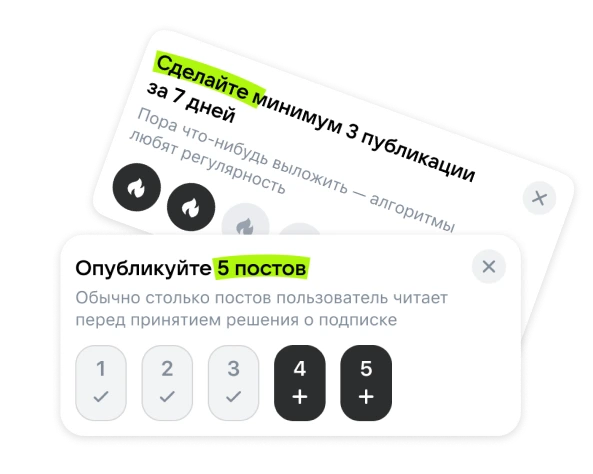 Сделайте минимум 3 публикации
за 7 дней
Пора что-нибудь выложить — алгоритмы
любят регулярность
Опубликуйте 5 постов
Обычно столько постов пользователь читает
перед принятием решения о подписке
1 2 3 4 5